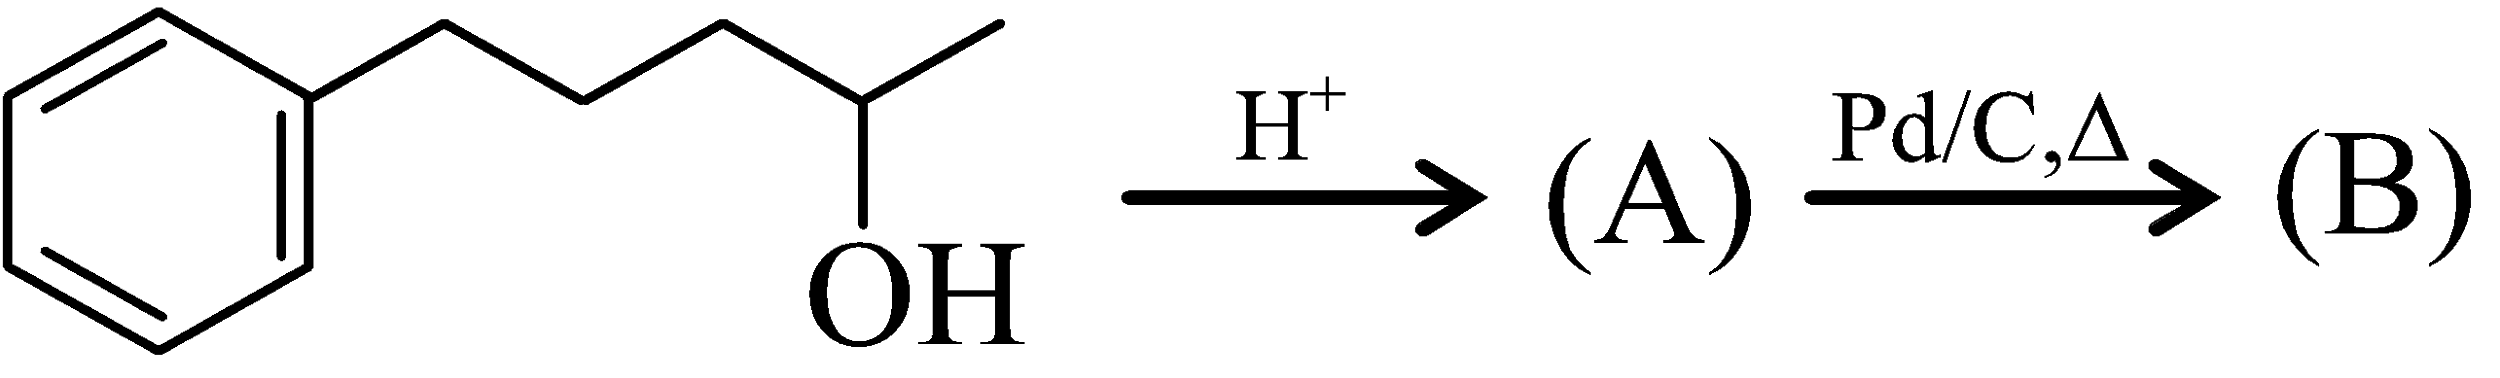 H⁺ Pd/C,Δ
(A) (B)
OH